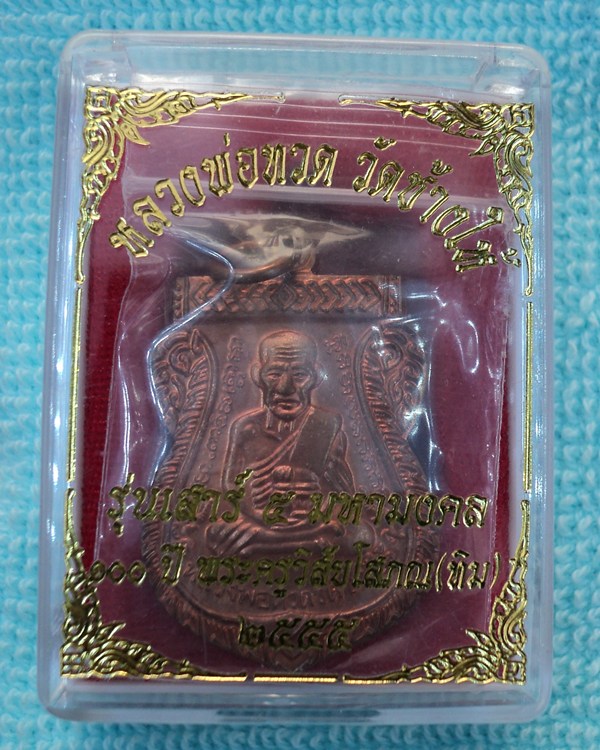 หลวงพ่อทวด วัดช้างให้
รุ่นเสาร์ ๕ มหามงคล
๑๐๐ ปี พระครูวิสัยโสภณ(ทิม)
๒๕๕๕